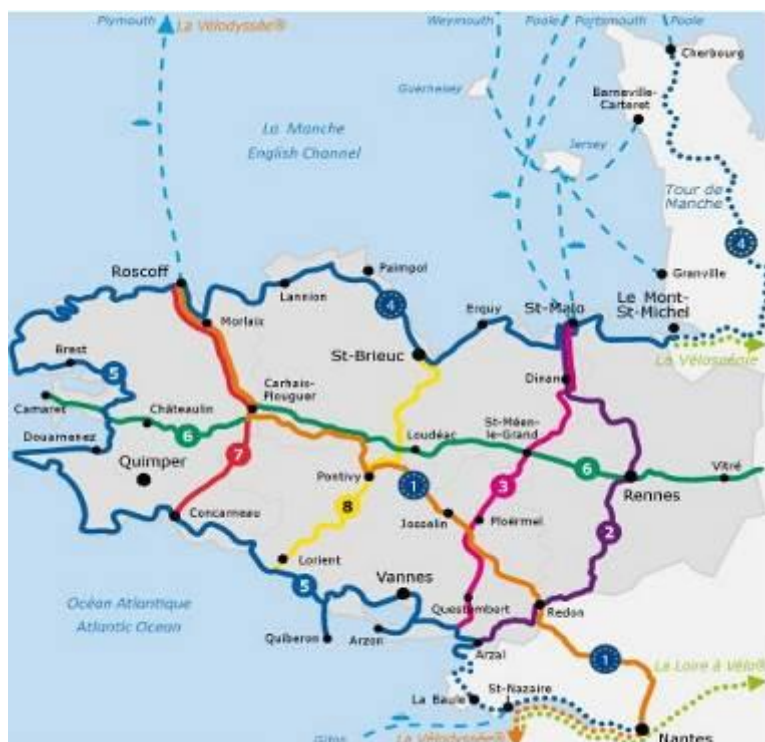 Plymouth
La Vélodyssée®
Weymouth
Poole
Portsmouth
Poole
Cherbourg
Guernesey
Barneville-
Carteret
La Manche
English Channel
Jersey
Tour de
Manche
4
Granville
Roscoff
Paimpol
Lannion
4
Erquy
St-Malo
Le Mont-
St-Michel
Morlaix
St-Brieuc
Brest
5
Dinan
Carhaix-
Plouguer
Camaret
Châteaulin
6
Loudéac
St-Méen-
le-Grand
Douarnenez
7
6
Vitré
Quimper
Pontivy
1
3
Rennes
8
Josselin
Ploërmel
Concarneau
2
Lorient
5
Vannes
Océan Atlantique
Atlantic Ocean
Questembert
Redon
Quiberon
Arzon
Arzal
1
La Loire à Vélo®
La Baule
St-Nazaire
La Vélodyssée®
Nantes